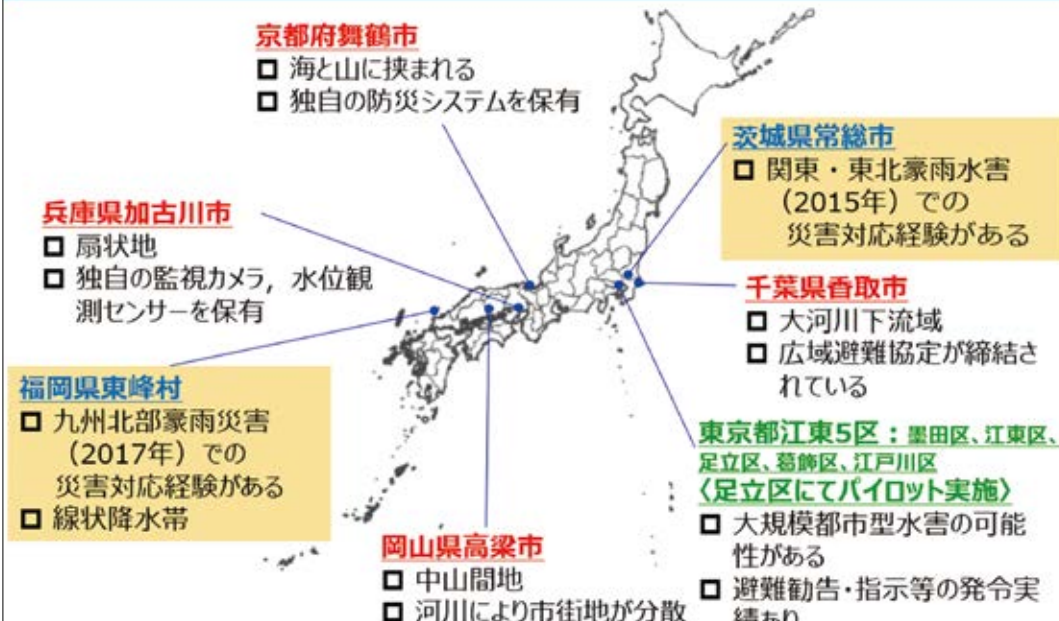 京都府舞鶴市
□ 海と山に挟まれる
□ 独自の防災システムを保有
茨城県常総市
□ 関東・東北豪雨水害
（2015年）での
災害対応経験がある
兵庫県加古川市
□ 扇状地
□ 独自の監視カメラ，水位観
測センサーを保有
千葉県香取市
□ 大河川下流域
□ 広域避難協定が締結さ
れている
福岡県東峰村
□ 九州北部豪雨災害
（2017年）での
災害対応経験がある
□ 線状降水帯
東京都江東5区：墨田区、江東区、
足立区、葛飾区、江戸川区
〈足立区にてパイロット実施〉
□ 大規模都市型水害の可能
性がある
□ 避難勧告・指示等の発令実
績あり
岡山県高梁市
□ 中山間地
□ 河川により市街地が分散